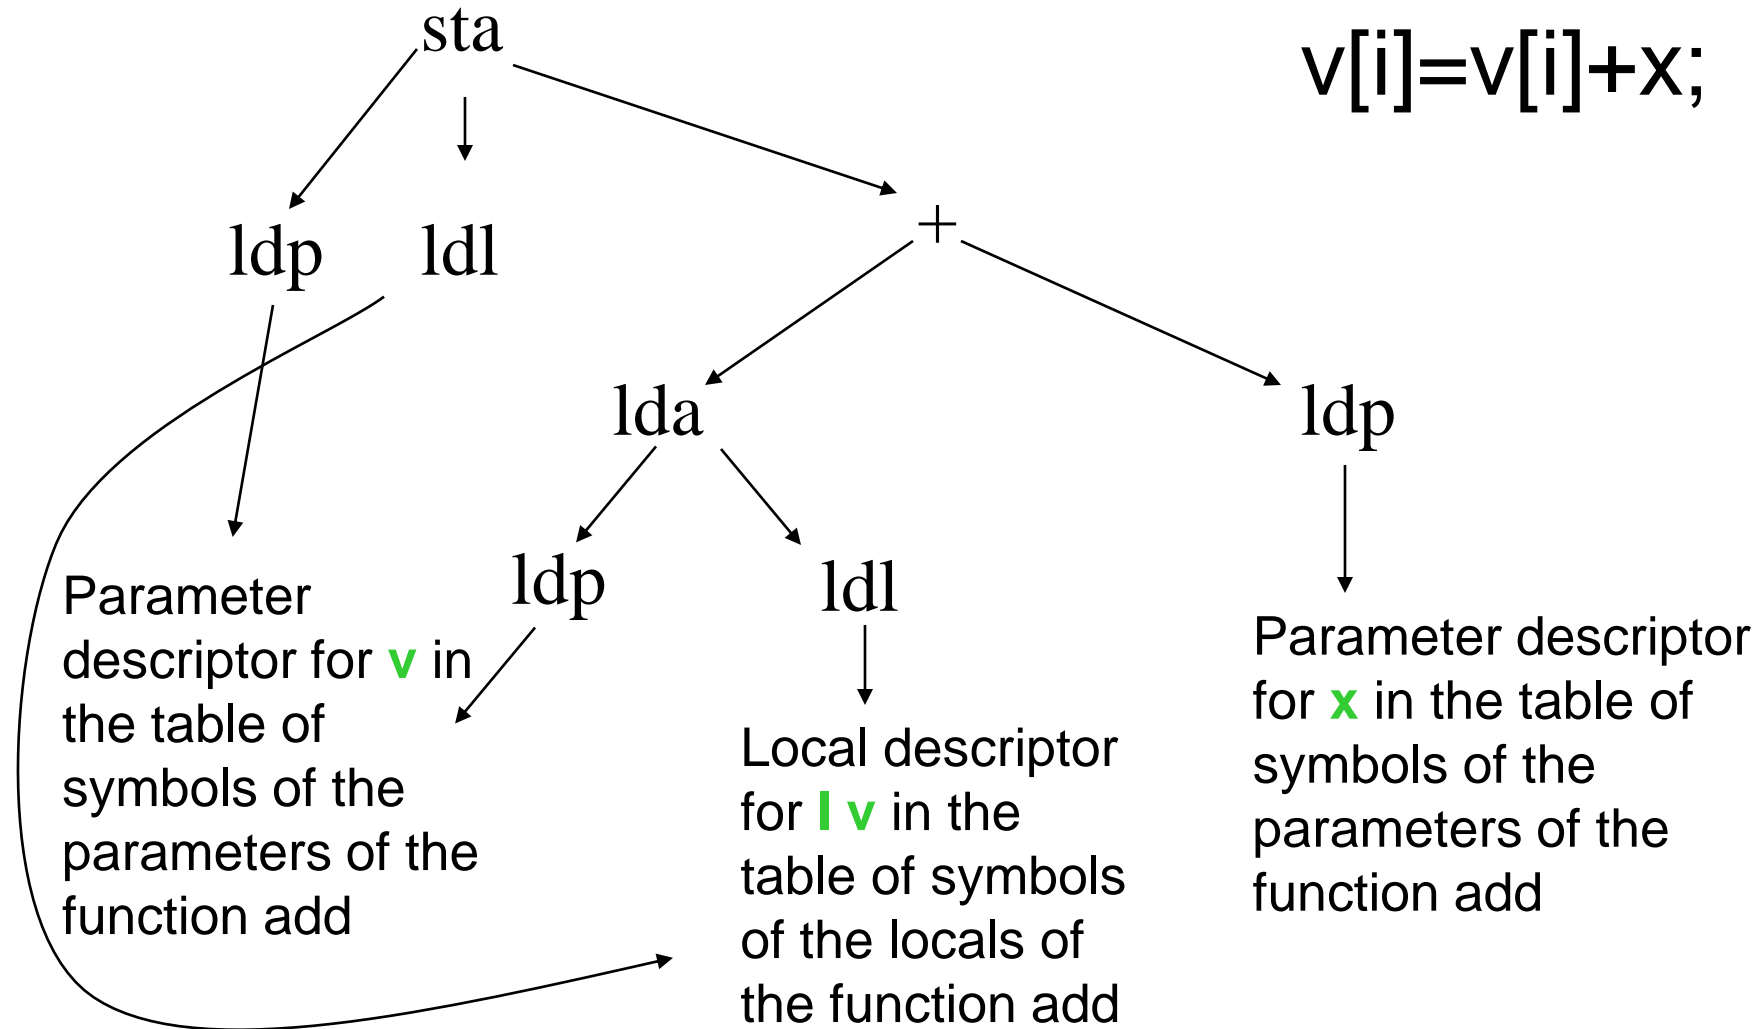 sta
v[i]=v[i]+x;
ldp
ldl
+
lda
ldp
ldp
ldl
Parameter
descriptor for v in
the table of
symbols of the
parameters of the
function add
Local descriptor
for I v in the
table of symbols
of the locals of
the function add
Parameter descriptor
for x in the table of
symbols of the
parameters of the
function add